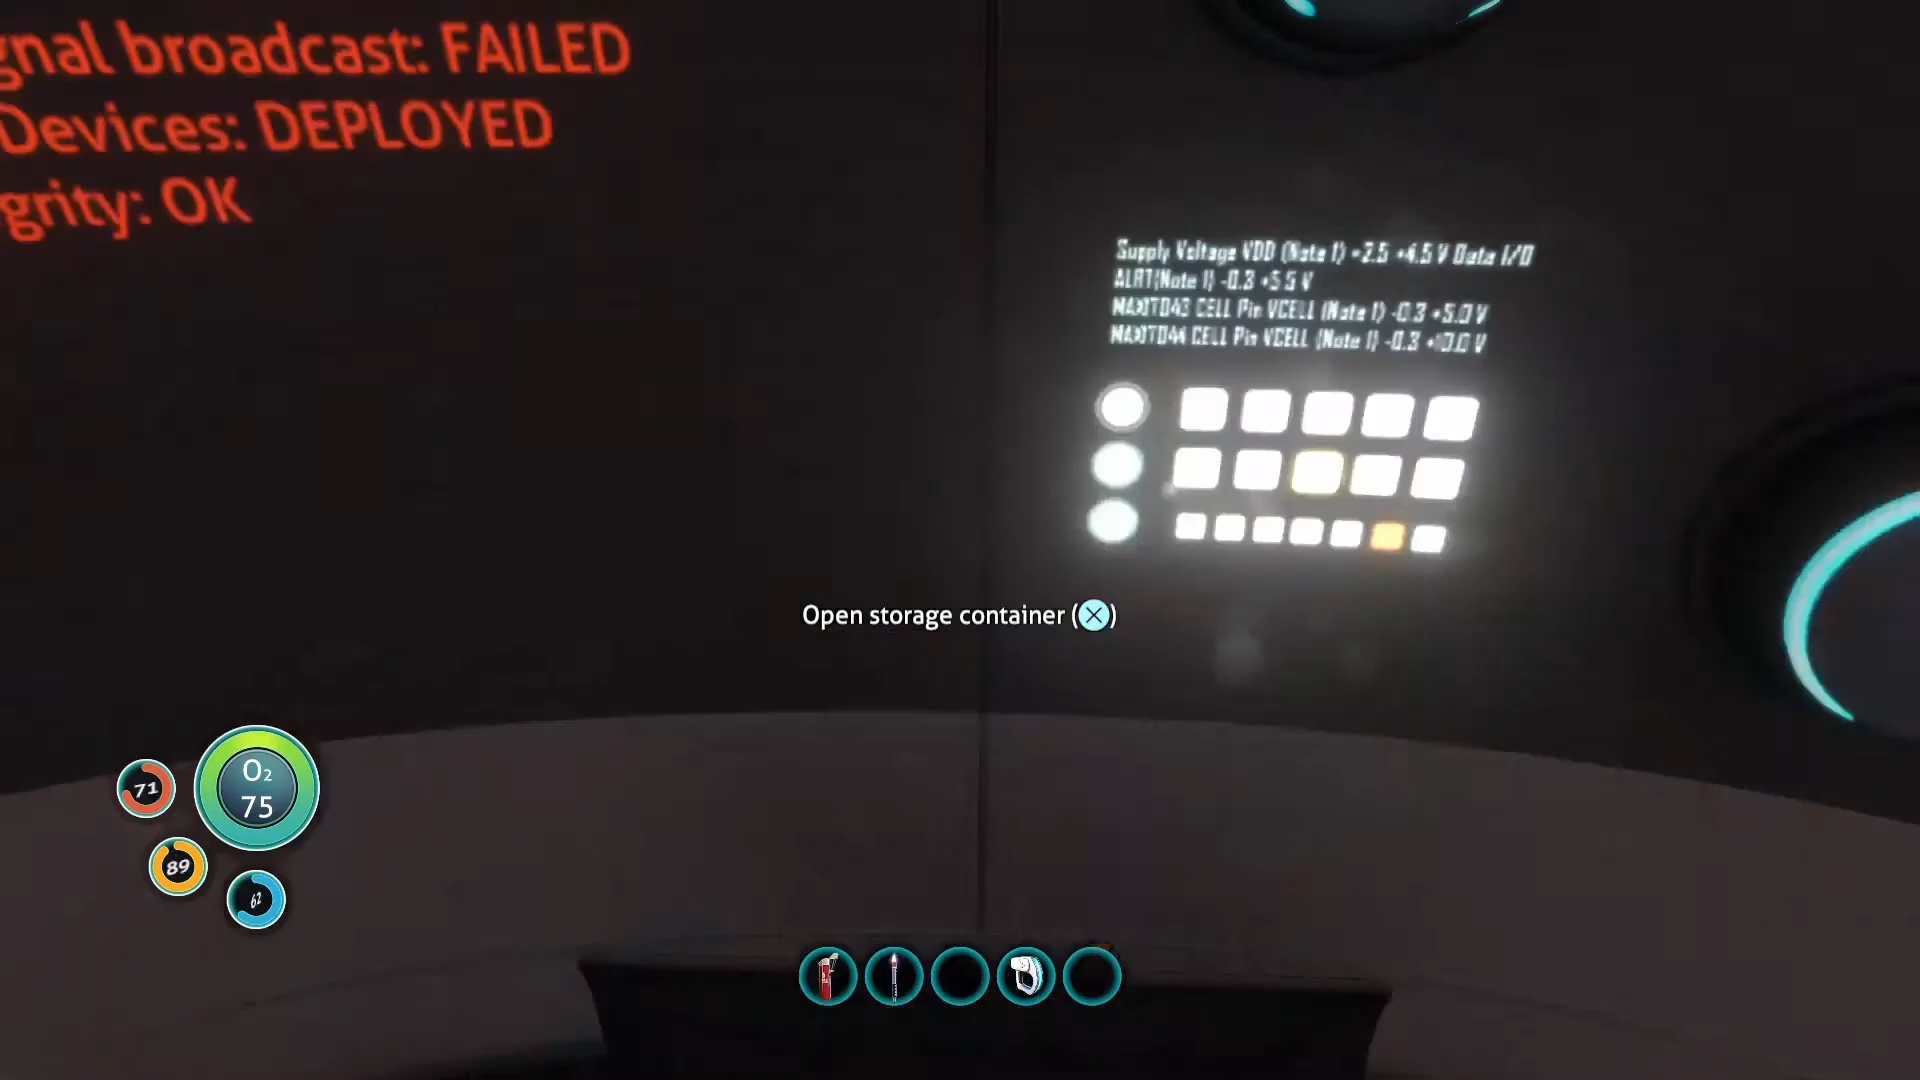 gnal broadcast: FAILED
Devices: DEPLOYED
grity: OK
Supply Voltage VDD (Note 1) +2.5 +4.5 V Data I/O
ALRT(Note 1) -0.3 +5.5 V
CELL Pin VCELL (Note 1) -0.3 +5.0 V
CELL Pin VCELL (Note 1) -0.3 +10.0 V
Open storage container (X)
71
O2
75
89
62